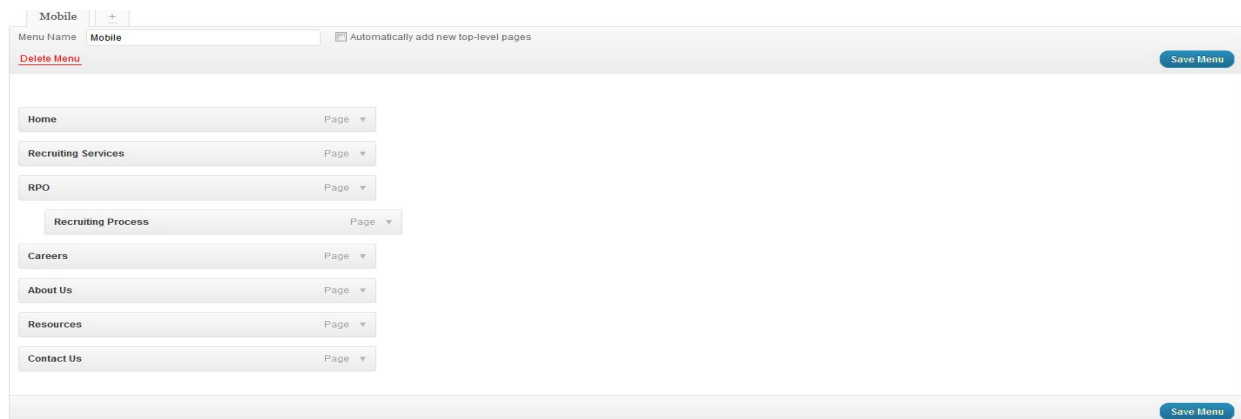 Mobile +
Menu Name Mobile Automatically add new top-level pages
Delete Menu Save Menu
Home Page
Recruiting Services Page
RPO Page
Recruiting Process Page
Careers Page
About Us Page
Resources Page
Contact Us Page
Save Menu